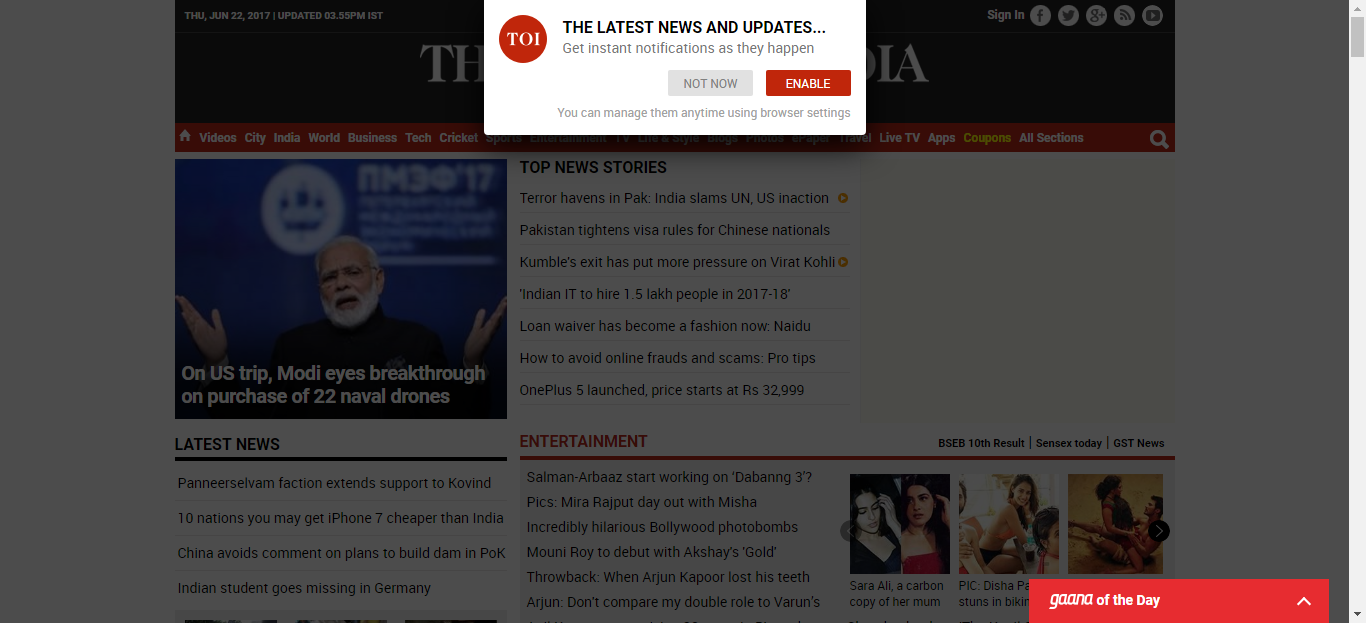 THU, JUN 22, 2017 | UPDATED 03.55PM IST
Sign In
TOI
THE LATEST NEWS AND UPDATES...
Get instant notifications as they happen
NOT NOW
ENABLE
You can manage them anytime using browser settings
TH
DIA
Videos City India World Business Tech Cricket Sports Entertainment TV Life & Style Blogs Photos ePaper Travel Live TV Apps Coupons All Sections
ПМЭФ'17
ПЕТЕРБУРГСКИЙ
МЕЖДУНАРОДНЫЙ
ЭКОНОМИЧЕСКИЙ
On US trip, Modi eyes breakthrough
on purchase of 22 naval drones
TOP NEWS STORIES
Terror havens in Pak: India slams UN, US inaction
Pakistan tightens visa rules for Chinese nationals
Kumble's exit has put more pressure on Virat Kohli
'Indian IT to hire 1.5 lakh people in 2017-18'
Loan waiver has become a fashion now: Naidu
How to avoid online frauds and scams: Pro tips
OnePlus 5 launched, price starts at Rs 32,999
LATEST NEWS
Panneerselvam faction extends support to Kovind
10 nations you may get iPhone 7 cheaper than India
China avoids comment on plans to build dam in PoK
Indian student goes missing in Germany
ENTERTAINMENT
BSEB 10th Result | Sensex today | GST News
Salman-Arbaaz start working on ‘Dabanng 3’?
Pics: Mira Rajput day out with Misha
Incredibly hilarious Bollywood photobombs
Mouni Roy to debut with Akshay's 'Gold'
Throwback: When Arjun Kapoor lost his teeth
Arjun: Don't compare my double role to Varun’s
Sara Ali, a carbon
copy of her mum
PIC: Disha Pa
stuns in bikin
gaana of the Day